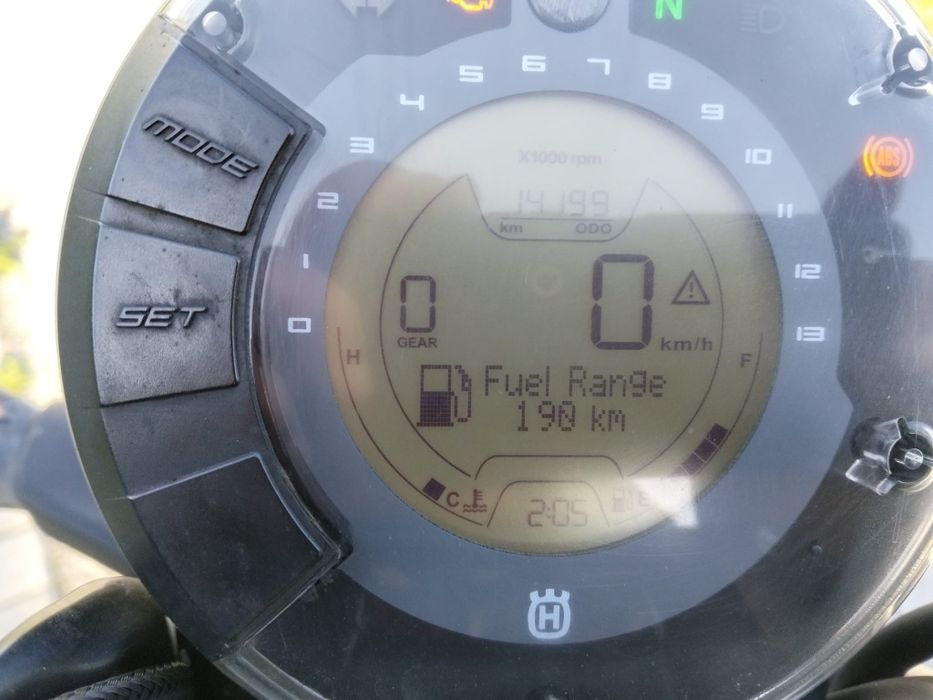 N
MODE
SET
0
1
2
3
4
5
6
7
8
9
10
11
12
13
ABS
X1000 rpm
14199
km ODO
0
GEAR
0
km/h
H
F
Fuel Range
190 km
C
E
2:05
H